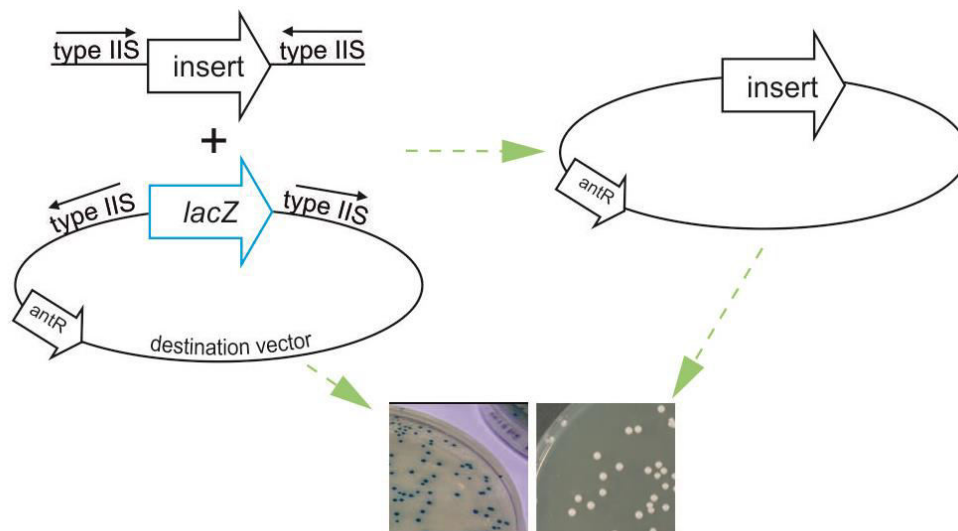 type IIS
type IIS
insert
+
insert
antR
type IIS
lacZ
type IIS
antR
destination vector